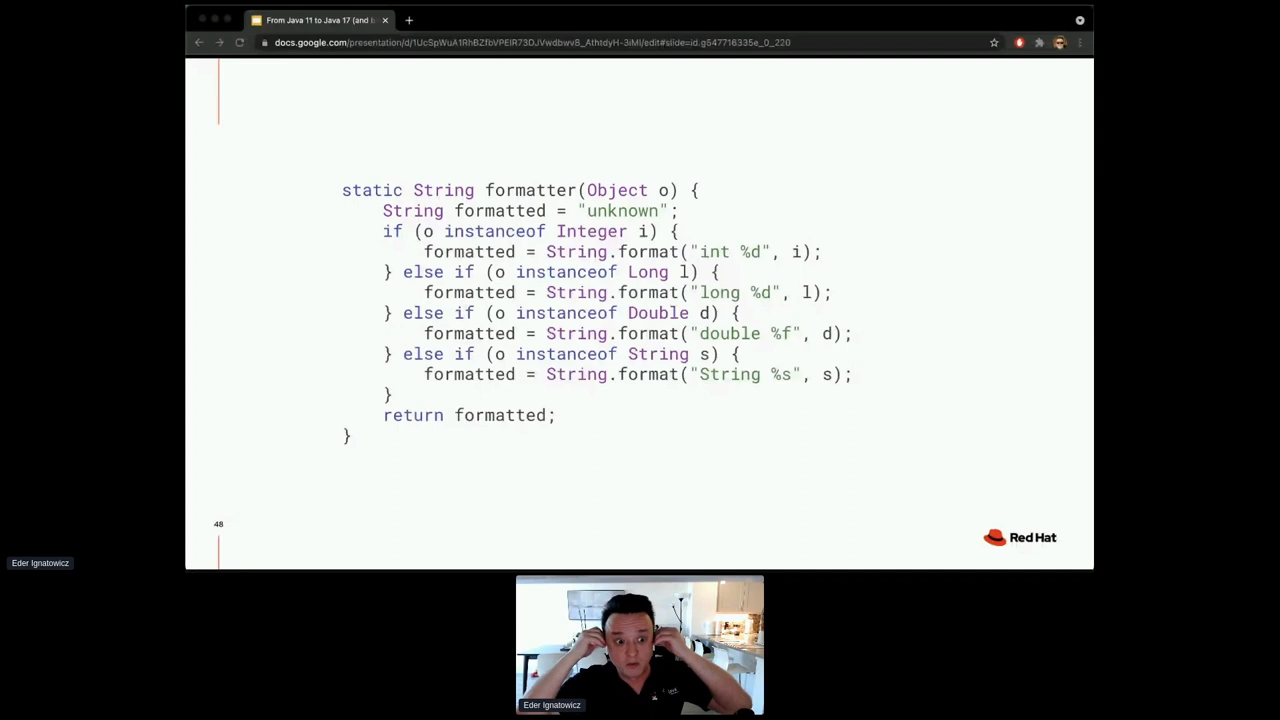 From Java 11 to Java 17 (and b
docs.google.com/presentation/d/1UcSpWuA1RhBZfbVPEIR73DJVwdbwvB_AthtdyH-3iMI/edit#slide=id.g547716335e_0_220
static String formatter(Object o) {
    String formatted = "unknown";
    if (o instanceof Integer i) {
        formatted = String.format("int %d", i);
    } else if (o instanceof Long l) {
        formatted = String.format("long %d", l);
    } else if (o instanceof Double d) {
        formatted = String.format("double %f", d);
    } else if (o instanceof String s) {
        formatted = String.format("String %s", s);
    }
    return formatted;
}
48
Red Hat
Eder Ignatowicz
Eder Ignatowicz